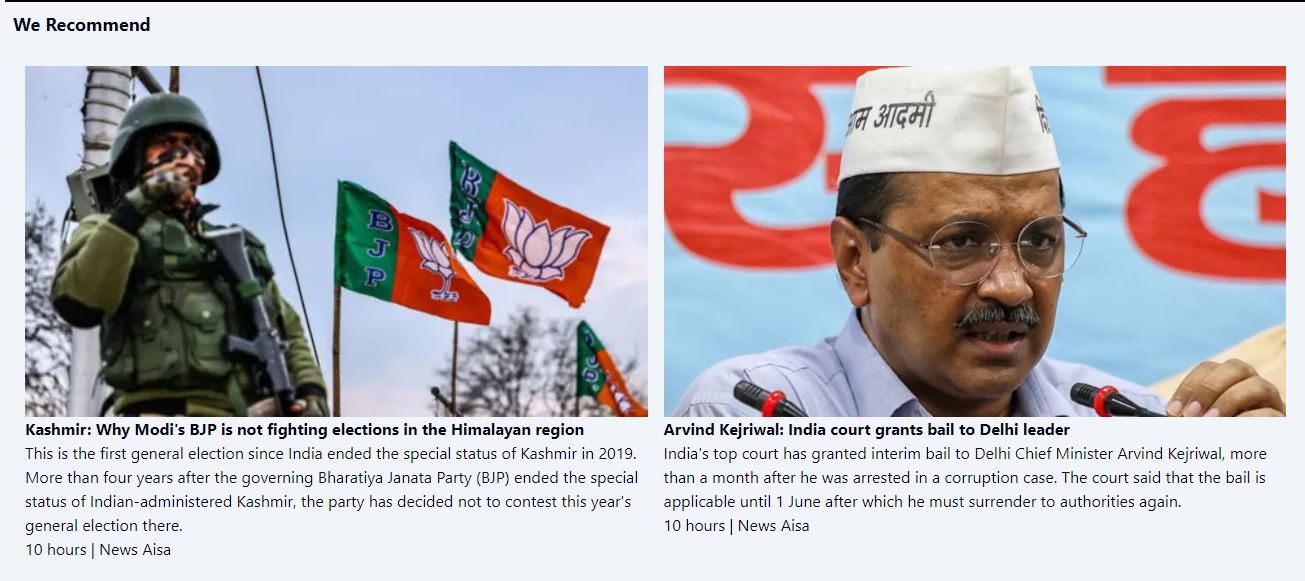 We Recommend
BJP
BJP
आम आदमी
Kashmir: Why Modi's BJP is not fighting elections in the Himalayan region
This is the first general election since India ended the special status of Kashmir in 2019.
More than four years after the governing Bharatiya Janata Party (BJP) ended the special
status of Indian-administered Kashmir, the party has decided not to contest this year's
general election there.
10 hours | News Aisa
Arvind Kejriwal: India court grants bail to Delhi leader
India's top court has granted interim bail to Delhi Chief Minister Arvind Kejriwal, more
than a month after he was arrested in a corruption case. The court said that the bail is
applicable until 1 June after which he must surrender to authorities again.
10 hours | News Aisa